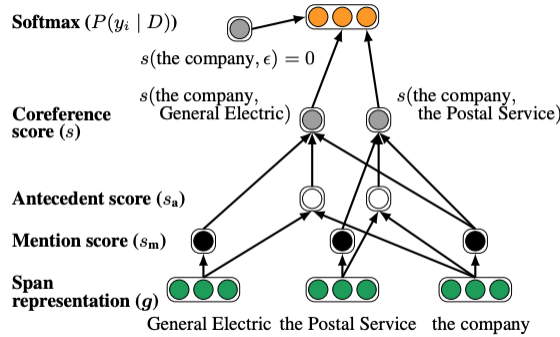 Softmax (P(yᵢ | D))
s(the company, ϵ) = 0
s(the company,
General Electric)
s(the company,
the Postal Service)
Coreference
score (s)
Antecedent score (sₐ)
Mention score (sₘ)
Span
representation (g)
General Electric the Postal Service the company